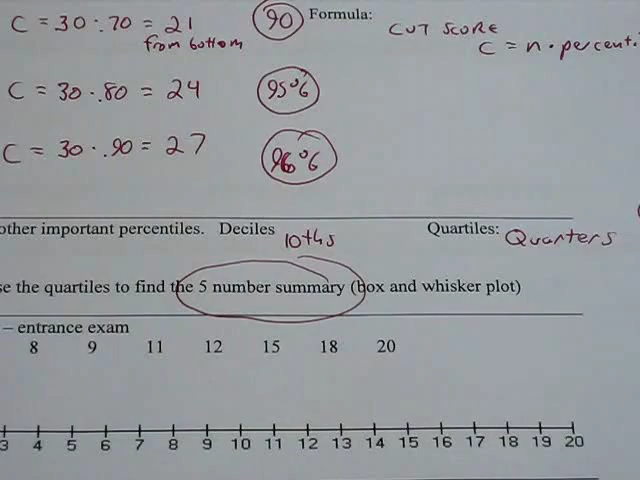 C = 30 · .70 = 21 90 Formula:
from bottom CUT SCORE
C = n · percent.
C = 30 · .80 = 24 95%
C = 30 · .90 = 27 96%
other important percentiles. Deciles 10ths Quartiles: Quarters
se the quartiles to find the 5 number summary (box and whisker plot)
– entrance exam
8 9 11 12 15 18 20
3 4 5 6 7 8 9 10 11 12 13 14 15 16 17 18 19 20